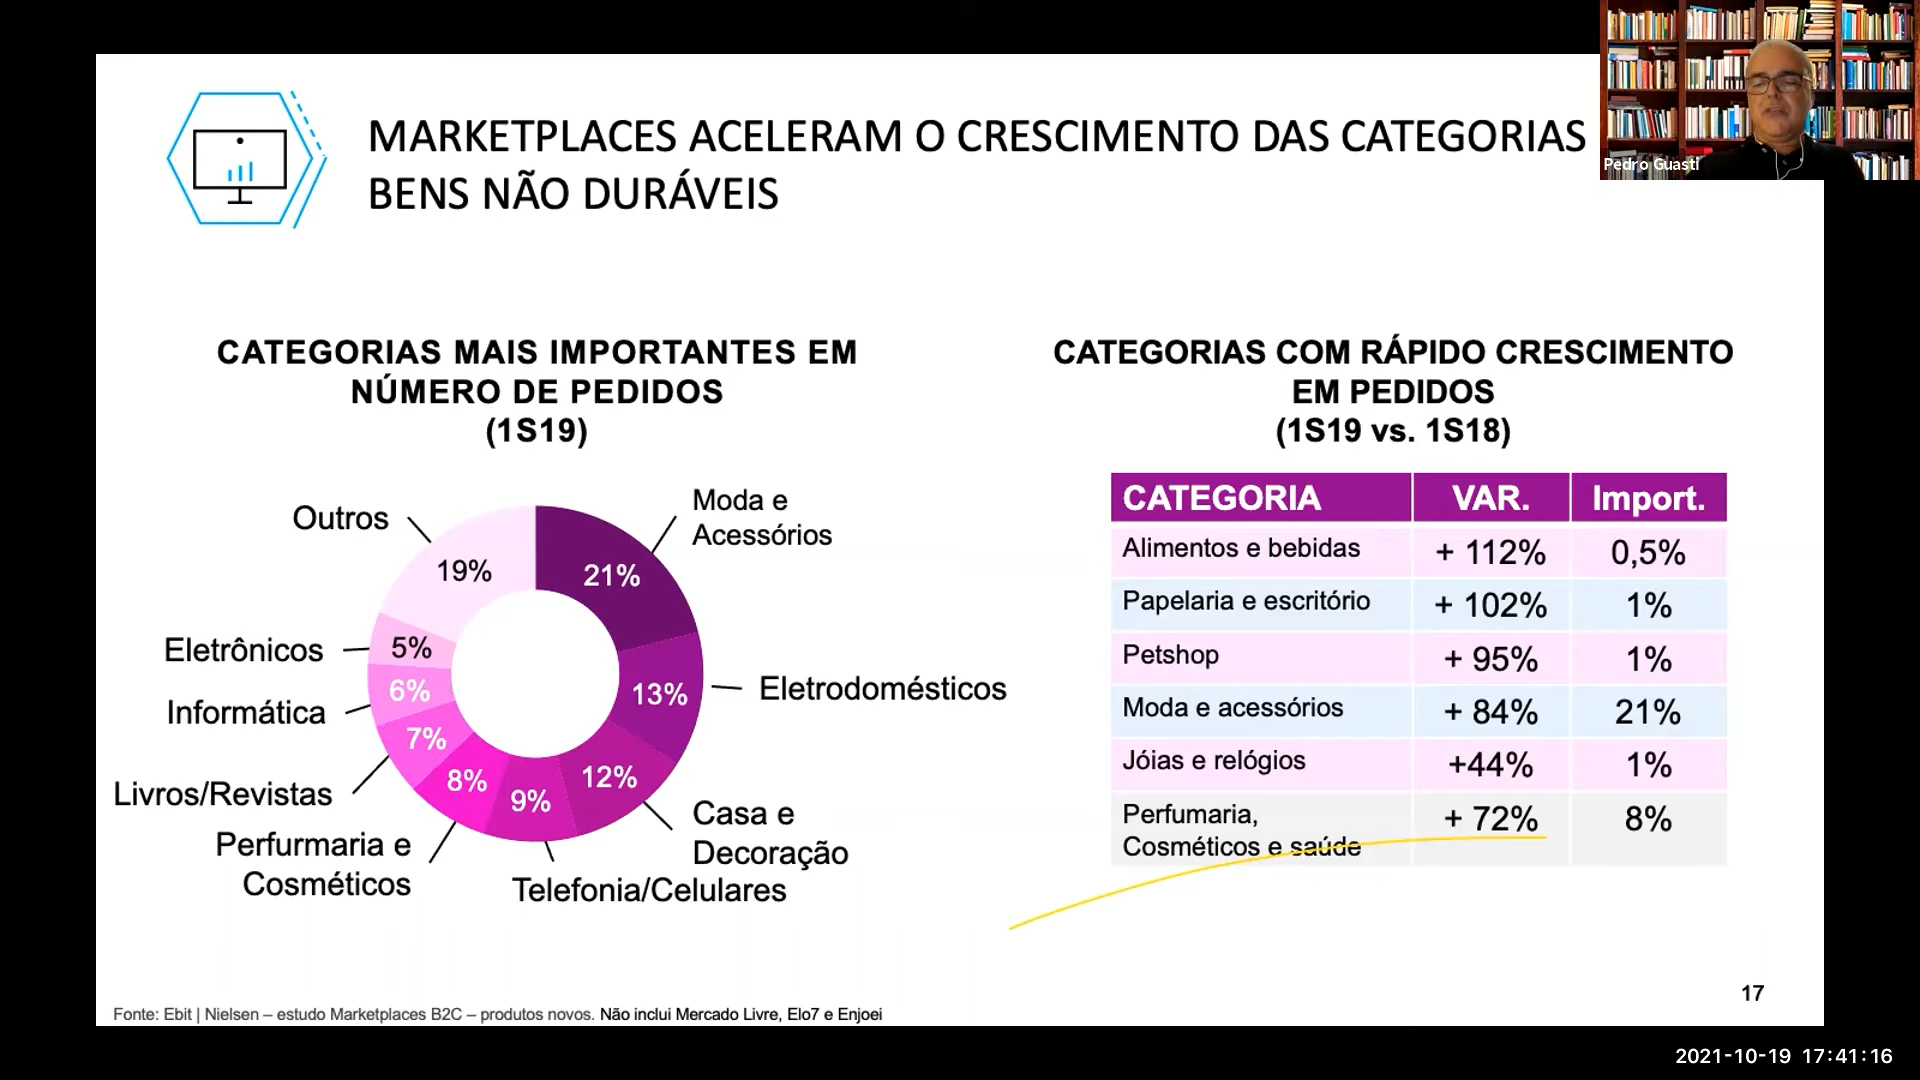 MARKETPLACES ACELERAM O CRESCIMENTO DAS CATEGORIAS
BENS NÃO DURÁVEIS
Pedro Guasti
CATEGORIAS MAIS IMPORTANTES EM
NÚMERO DE PEDIDOS
(1S19)
Outros
19%
Moda e
Acessórios
21%
Eletrônicos
5%
Eletrodomésticos
13%
Informática
6%
Livros/Revistas
7%
Perfurmaria e
Cosméticos
8%
Telefonia/Celulares
9%
Casa e
Decoração
12%
CATEGORIAS COM RÁPIDO CRESCIMENTO
EM PEDIDOS
(1S19 vs. 1S18)
CATEGORIA VAR. Import.
Alimentos e bebidas + 112% 0,5%
Papelaria e escritório + 102% 1%
Petshop + 95% 1%
Moda e acessórios + 84% 21%
Jóias e relógios +44% 1%
Perfumaria,
Cosméticos e saúde + 72% 8%
17
Fonte: Ebit | Nielsen – estudo Marketplaces B2C – produtos novos. Não inclui Mercado Livre, Elo7 e Enjoei
2021-10-19 17:41:16